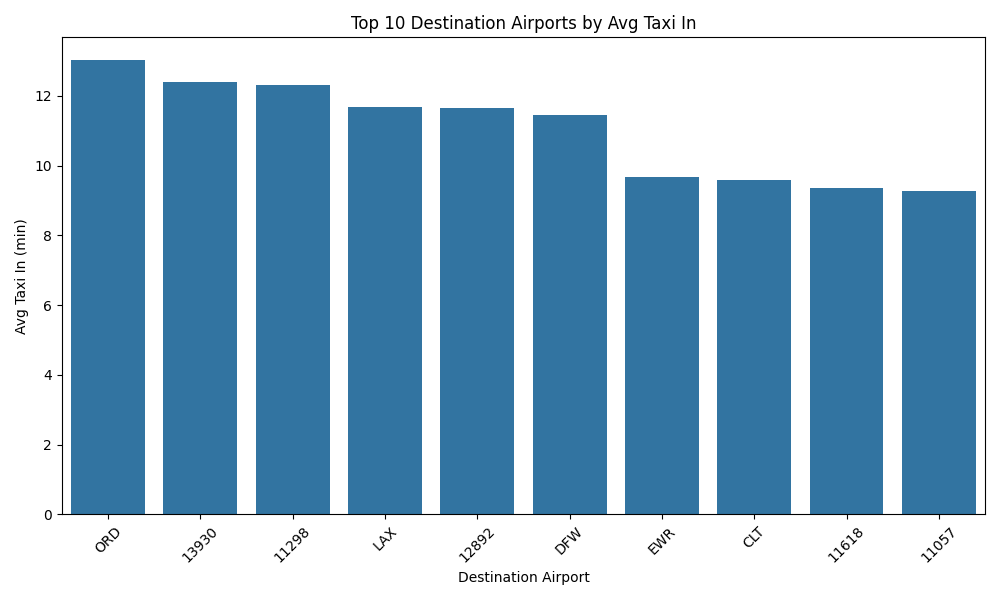 Top 10 Destination Airports by Avg Taxi In
Avg Taxi In (min)
12
10
8
6
4
2
0
ORD
13930
11298
LAX
12892
DFW
EWR
CLT
11618
11057
Destination Airport